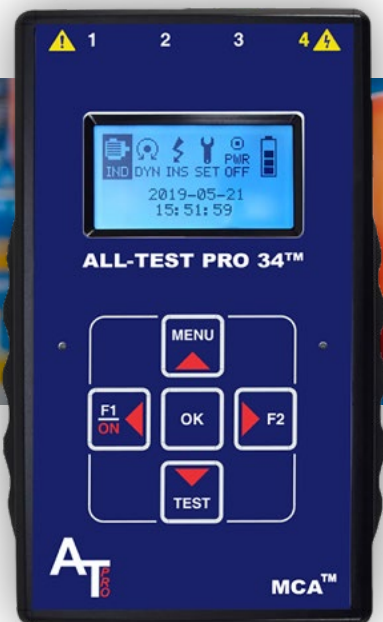 1 2 3 4
IND DYN INS SET PWR OFF
2019-05-21
15:51:59
ALL-TEST PRO 34™
MENU
F1 ON OK F2
TEST
AT PRO
MCA™